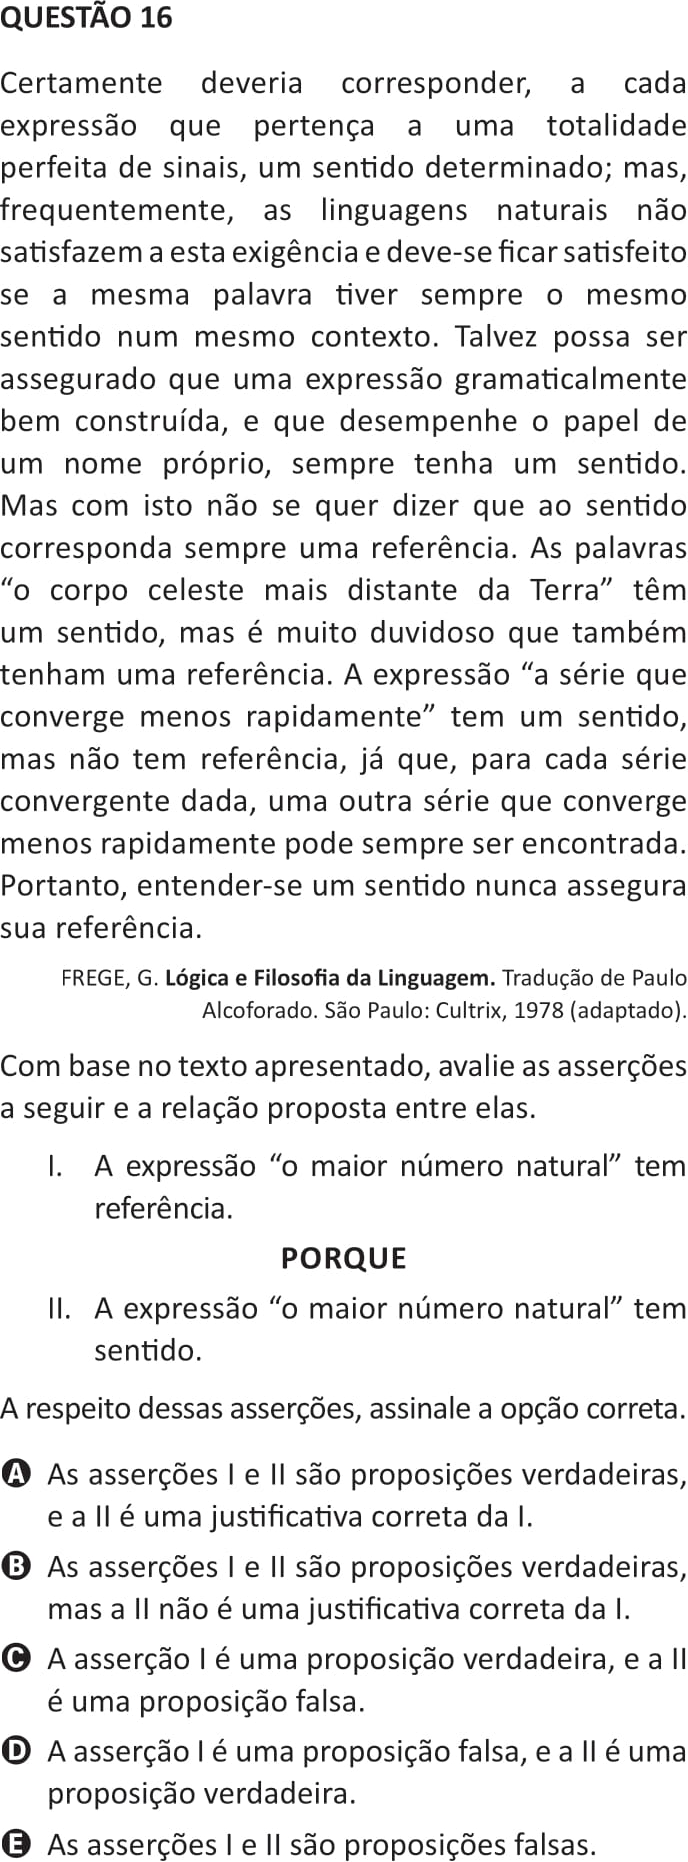 QUESTÃO 16
Certamente deveria corresponder, a cada
expressão que pertença a uma totalidade
perfeita de sinais, um sentido determinado; mas,
frequentemente, as linguagens naturais não
satisfazem a esta exigência e deve-se ficar satisfeito
se a mesma palavra tiver sempre o mesmo
sentido num mesmo contexto. Talvez possa ser
assegurado que uma expressão gramaticalmente
bem construída, e que desempenhe o papel de
um nome próprio, sempre tenha um sentido.
Mas com isto não se quer dizer que ao sentido
corresponda sempre uma referência. As palavras
“o corpo celeste mais distante da Terra” têm
um sentido, mas é muito duvidoso que também
tenham uma referência. A expressão “a série que
converge menos rapidamente” tem um sentido,
mas não tem referência, já que, para cada série
convergente dada, uma outra série que converge
menos rapidamente pode sempre ser encontrada.
Portanto, entender-se um sentido nunca assegura
sua referência.
FREGE, G. Lógica e Filosofia da Linguagem. Tradução de Paulo
Alcoforado. São Paulo: Cultrix, 1978 (adaptado).
Com base no texto apresentado, avalie as asserções
a seguir e a relação proposta entre elas.
I. A expressão “o maior número natural” tem
referência.
PORQUE
II. A expressão “o maior número natural” tem
sentido.
A respeito dessas asserções, assinale a opção correta.
A As asserções I e II são proposições verdadeiras,
e a II é uma justificativa correta da I.
B As asserções I e II são proposições verdadeiras,
mas a II não é uma justificativa correta da I.
C A asserção I é uma proposição verdadeira, e a II
é uma proposição falsa.
D A asserção I é uma proposição falsa, e a II é uma
proposição verdadeira.
E As asserções I e II são proposições falsas.